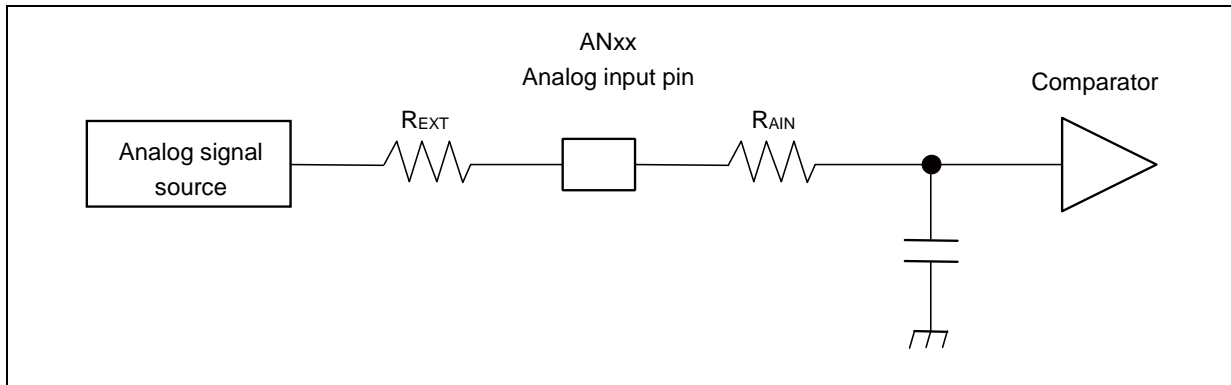 ANxx
Analog input pin
Comparator
REXT
RAIN
Analog signal
source